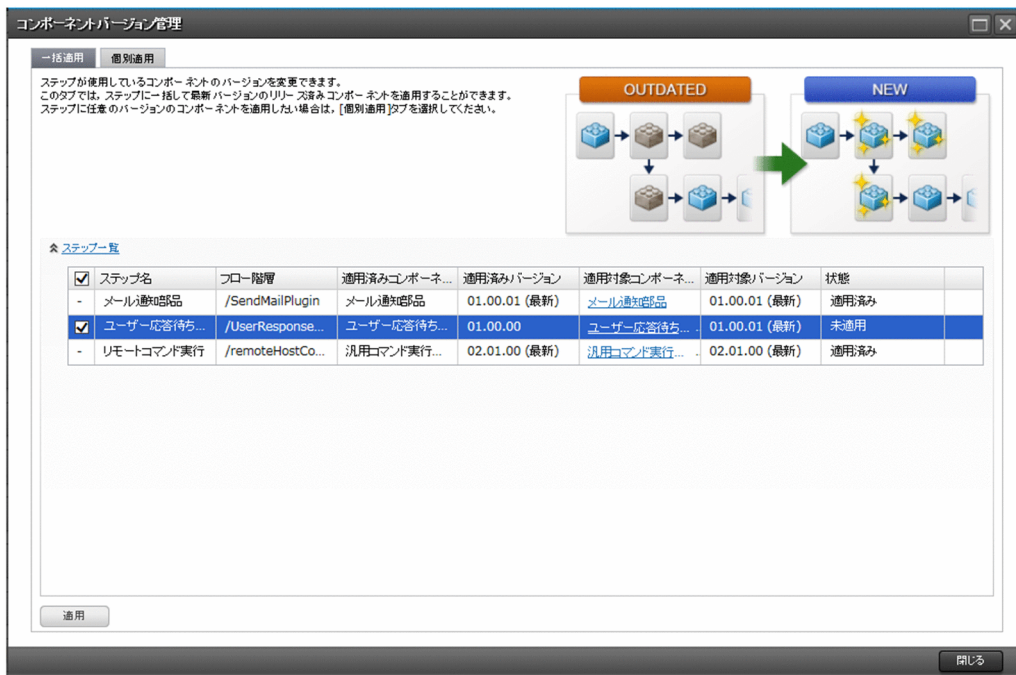 コンポーネントバージョン管理
一括適用 個別適用
ステップが使用しているコンポーネントのバージョンを変更できます。
このタブでは、ステップに一括して最新バージョンのリリース済みコンポーネントを適用することができます。
ステップに任意のバージョンのコンポーネントを適用したい場合は、[個別適用]タブを選択してください。
OUTDATED NEW
ステップ一覧
ステップ名 フロー階層 適用済みコンポーネ... 適用済みバージョン 適用対象コンポーネ... 適用対象バージョン 状態
- メール通知部品 /SendMailPlugin メール通知部品 01.00.01 (最新) メール通知部品 01.00.01 (最新) 適用済み
ユーザー応答待ち... /UserResponse... ユーザー応答待ち... 01.00.00 ユーザー応答待ち... 01.00.01 (最新) 未適用
- リモートコマンド実行 /remoteHostCo... 汎用コマンド実行... 02.01.00 (最新) 汎用コマンド実行... 02.01.00 (最新) 適用済み
適用
閉じる